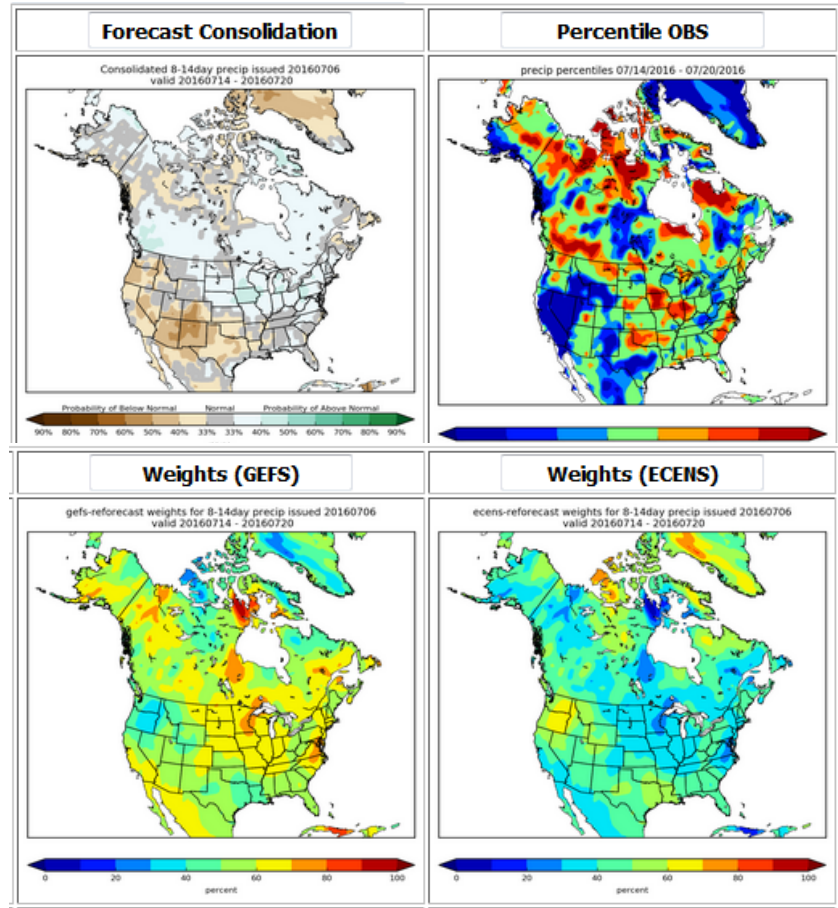 Forecast Consolidation
Percentile OBS
Consolidated 8-14day precip issued 20160706
valid 20160714 - 20160720
precip percentiles 07/14/2016 - 07/20/2016
Probability of Below Normal Normal Probability of Above Normal
90% 80% 70% 60% 50% 40% 33% 33% 40% 50% 60% 70% 80% 90%
Weights (GEFS)
Weights (ECENS)
gefs-reforecast weights for 8-14day precip issued 20160706
valid 20160714 - 20160720
ecens-reforecast weights for 8-14day precip issued 20160706
valid 20160714 - 20160720
0 20 40 60 80 100
percent
0 20 40 60 80 100
percent